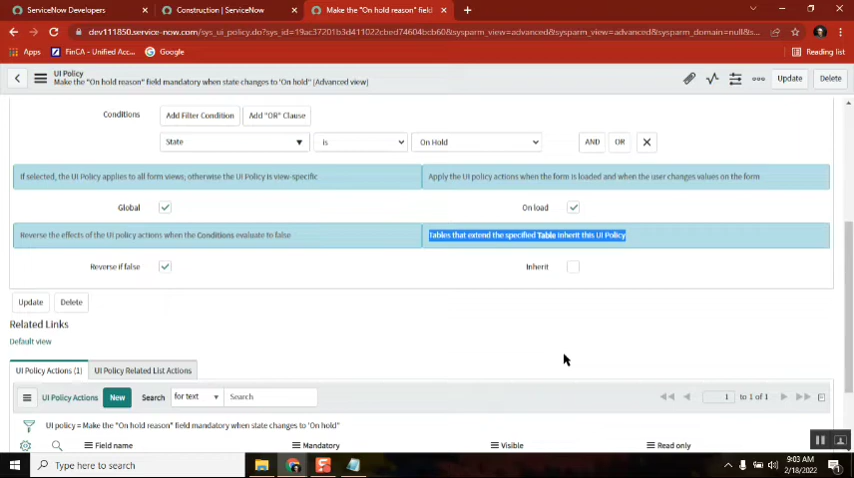 ServiceNow Developers
Construction | ServiceNow
Make the "On hold reason" field
dev111850.service-now.com/sys_ui_policy.do?sys_id=19ac37201b3d411022cbed74604bcb60&sysparm_view=advanced&sysparm_view=advanced&sysparm_domain=null&s...
Apps
FinCA - Unified Acc...
Google
Reading list
UI Policy
Make the "On hold reason" field mandatory when state changes to 'On hold' (Advanced view)
Update
Delete
Conditions
Add Filter Condition
Add "OR" Clause
State
is
On Hold
AND
OR
If selected, the UI Policy applies to all form views; otherwise the UI Policy is view-specific
Apply the UI policy actions when the form is loaded and when the user changes values on the form
Global
On load
Reverse the effects of the UI policy actions when the Conditions evaluate to false
Tables that extend the specified Table inherit this UI Policy
Reverse if false
Inherit
Update
Delete
Related Links
Default view
UI Policy Actions (1)
UI Policy Related List Actions
UI Policy Actions
New
Search
for text
Search
1
to 1 of 1
UI policy = Make the "On hold reason" field mandatory when state changes to 'On hold'
Field name
Mandatory
Visible
Read only
Type here to search
9:03 AM
2/18/2022